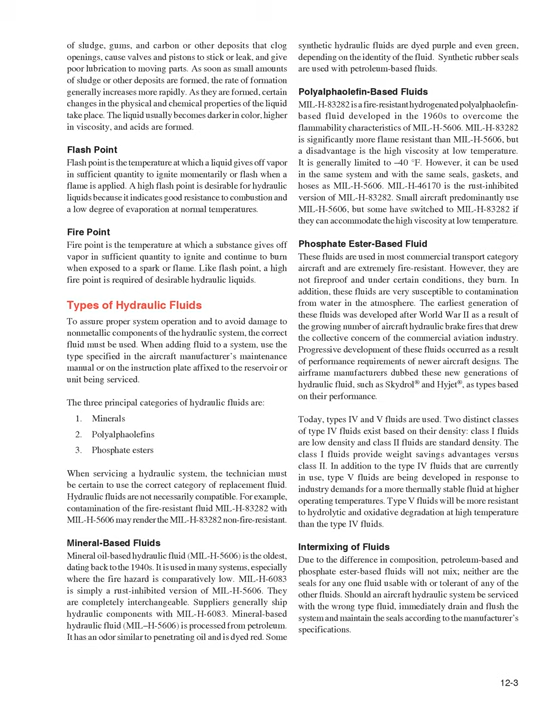 of sludge, gums, and carbon or other deposits that clog
openings, cause valves and pistons to stick or leak, and give
poor lubrication to moving parts. As soon as small amounts
of sludge or other deposits are formed, the rate of formation
generally increases more rapidly. As they are formed, certain
changes in the physical and chemical properties of the liquid
take place. The liquid usually becomes darker in color, higher
in viscosity, and acids are formed.
Flash Point
Flash point is the temperature at which a liquid gives off vapor
in sufficient quantity to ignite momentarily or flash when a
flame is applied. A high flash point is desirable for hydraulic
liquids because it indicates good resistance to combustion and
a low degree of evaporation at normal temperatures.
Fire Point
Fire point is the temperature at which a substance gives off
vapor in sufficient quantity to ignite and continue to burn
when exposed to a spark or flame. Like flash point, a high
fire point is required of desirable hydraulic liquids.
Types of Hydraulic Fluids
To assure proper system operation and to avoid damage to
nonmetallic components of the hydraulic system, the correct
fluid must be used. When adding fluid to a system, use the
type specified in the aircraft manufacturer's maintenance
manual or on the instruction plate affixed to the reservoir or
unit being serviced.
The three principal categories of hydraulic fluids are:
1. Minerals
2. Polyalphaolefins
3. Phosphate esters
When servicing a hydraulic system, the technician must
be certain to use the correct category of replacement fluid.
Hydraulic fluids are not necessarily compatible. For example,
contamination of the fire-resistant fluid MIL-H-83282 with
MIL-H-5606 may render the MIL-H-83282 non-fire-resistant.
Mineral-Based Fluids
Mineral oil-based hydraulic fluid (MIL-H-5606) is the oldest,
dating back to the 1940s. It is used in many systems, especially
where the fire hazard is comparatively low. MIL-H-6083
is simply a rust-inhibited version of MIL-H-5606. They
are completely interchangeable. Suppliers generally ship
hydraulic components with MIL-H-6083. Mineral-based
hydraulic fluid (MIL–H-5606) is processed from petroleum.
It has an odor similar to penetrating oil and is dyed red. Some
synthetic hydraulic fluids are dyed purple and even green,
depending on the identity of the fluid. Synthetic rubber seals
are used with petroleum-based fluids.
Polyalphaolefin-Based Fluids
MIL-H-83282 is a fire-resistant hydrogenated polyalphaolefin-
based fluid developed in the 1960s to overcome the
flammability characteristics of MIL-H-5606. MIL-H-83282
is significantly more flame resistant than MIL-H-5606, but
a disadvantage is the high viscosity at low temperature.
It is generally limited to –40 °F. However, it can be used
in the same system and with the same seals, gaskets, and
hoses as MIL-H-5606. MIL-H-46170 is the rust-inhibited
version of MIL-H-83282. Small aircraft predominantly use
MIL-H-5606, but some have switched to MIL-H-83282 if
they can accommodate the high viscosity at low temperature.
Phosphate Ester-Based Fluid
These fluids are used in most commercial transport category
aircraft and are extremely fire-resistant. However, they are
not fireproof and under certain conditions, they burn. In
addition, these fluids are very susceptible to contamination
from water in the atmosphere. The earliest generation of
these fluids was developed after World War II as a result of
the growing number of aircraft hydraulic brake fires that drew
the collective concern of the commercial aviation industry.
Progressive development of these fluids occurred as a result
of performance requirements of newer aircraft designs. The
airframe manufacturers dubbed these new generations of
hydraulic fluid, such as Skydrol® and Hyjet®, as types based
on their performance.
Today, types IV and V fluids are used. Two distinct classes
of type IV fluids exist based on their density: class I fluids
are low density and class II fluids are standard density. The
class I fluids provide weight savings advantages versus
class II. In addition to the type IV fluids that are currently
in use, type V fluids are being developed in response to
industry demands for a more thermally stable fluid at higher
operating temperatures. Type V fluids will be more resistant
to hydrolytic and oxidative degradation at high temperature
than the type IV fluids.
Intermixing of Fluids
Due to the difference in composition, petroleum-based and
phosphate ester-based fluids will not mix; neither are the
seals for any one fluid usable with or tolerant of any of the
other fluids. Should an aircraft hydraulic system be serviced
with the wrong type fluid, immediately drain and flush the
system and maintain the seals according to the manufacturer's
specifications.
12-3